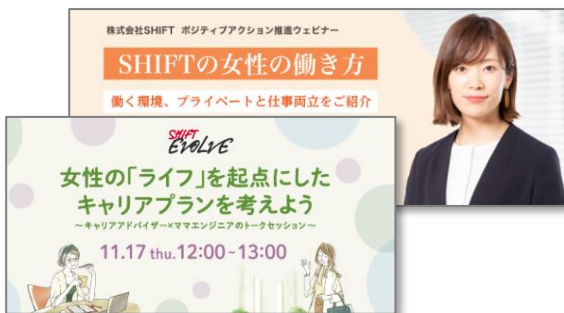 株式会社SHIFT ポジティブアクション推進ウェビナー
SHIFTの女性の働き方
働く環境、プライベートと仕事両立をご紹介
SHIFT
EVOLVE
女性の「ライフ」を起点にした
キャリアプランを考えよう
～キャリアアドバイザー×ママエンジニアのトークセッション～
11.17 thu. 12:00~13:00